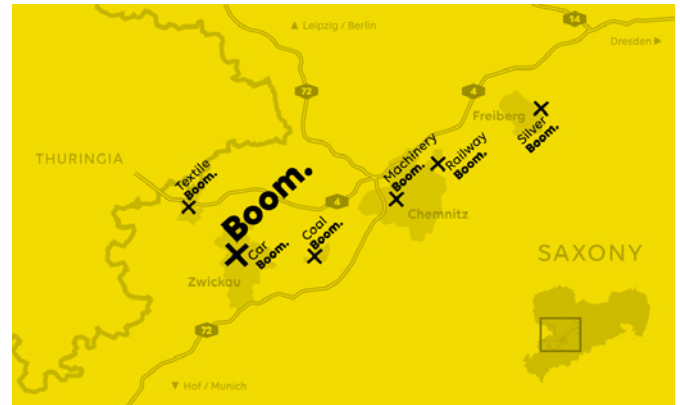 ▲ Leipzig / Berlin
14
Dresden ▶
72
4
Freiberg
Silver
Boom.
Machinery
Boom.
Railway
Boom.
THURINGIA
Textile
Boom.
Boom.
4
Chemnitz
Car
Boom.
Coal
Boom.
SAXONY
Zwickau
72
▼ Hof / Munich